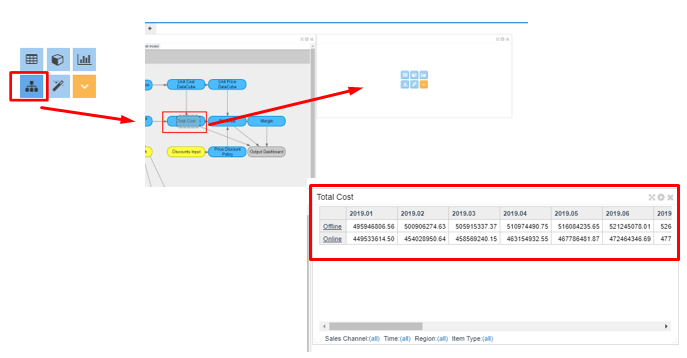 +
Unit Cost
DataCube
Unit Price
DataCube
Total Cost
Margin
Discounts Input
Price Discount
Policy
Output Dashboard
Total Cost
2019.01 2019.02 2019.03 2019.04 2019.05 2019.06 2019
Offline 495946806.56 500906274.63 505915337.37 510974490.75 516084235.65 521245078.01 526
Online 449533614.50 454028950.64 458569240.15 463154932.55 467786481.87 472464346.69 477
Sales Channel:(all) Time:(all) Region:(all) Item Type:(all)